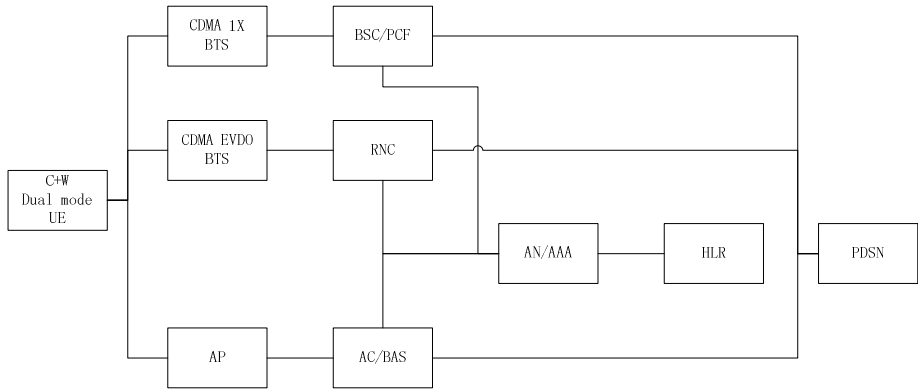 CDMA 1X
BTS
BSC/PCF
CDMA EVDO
BTS
RNC
C+W
Dual mode
UE
AN/AAA
HLR
PDSN
AP
AC/BAS